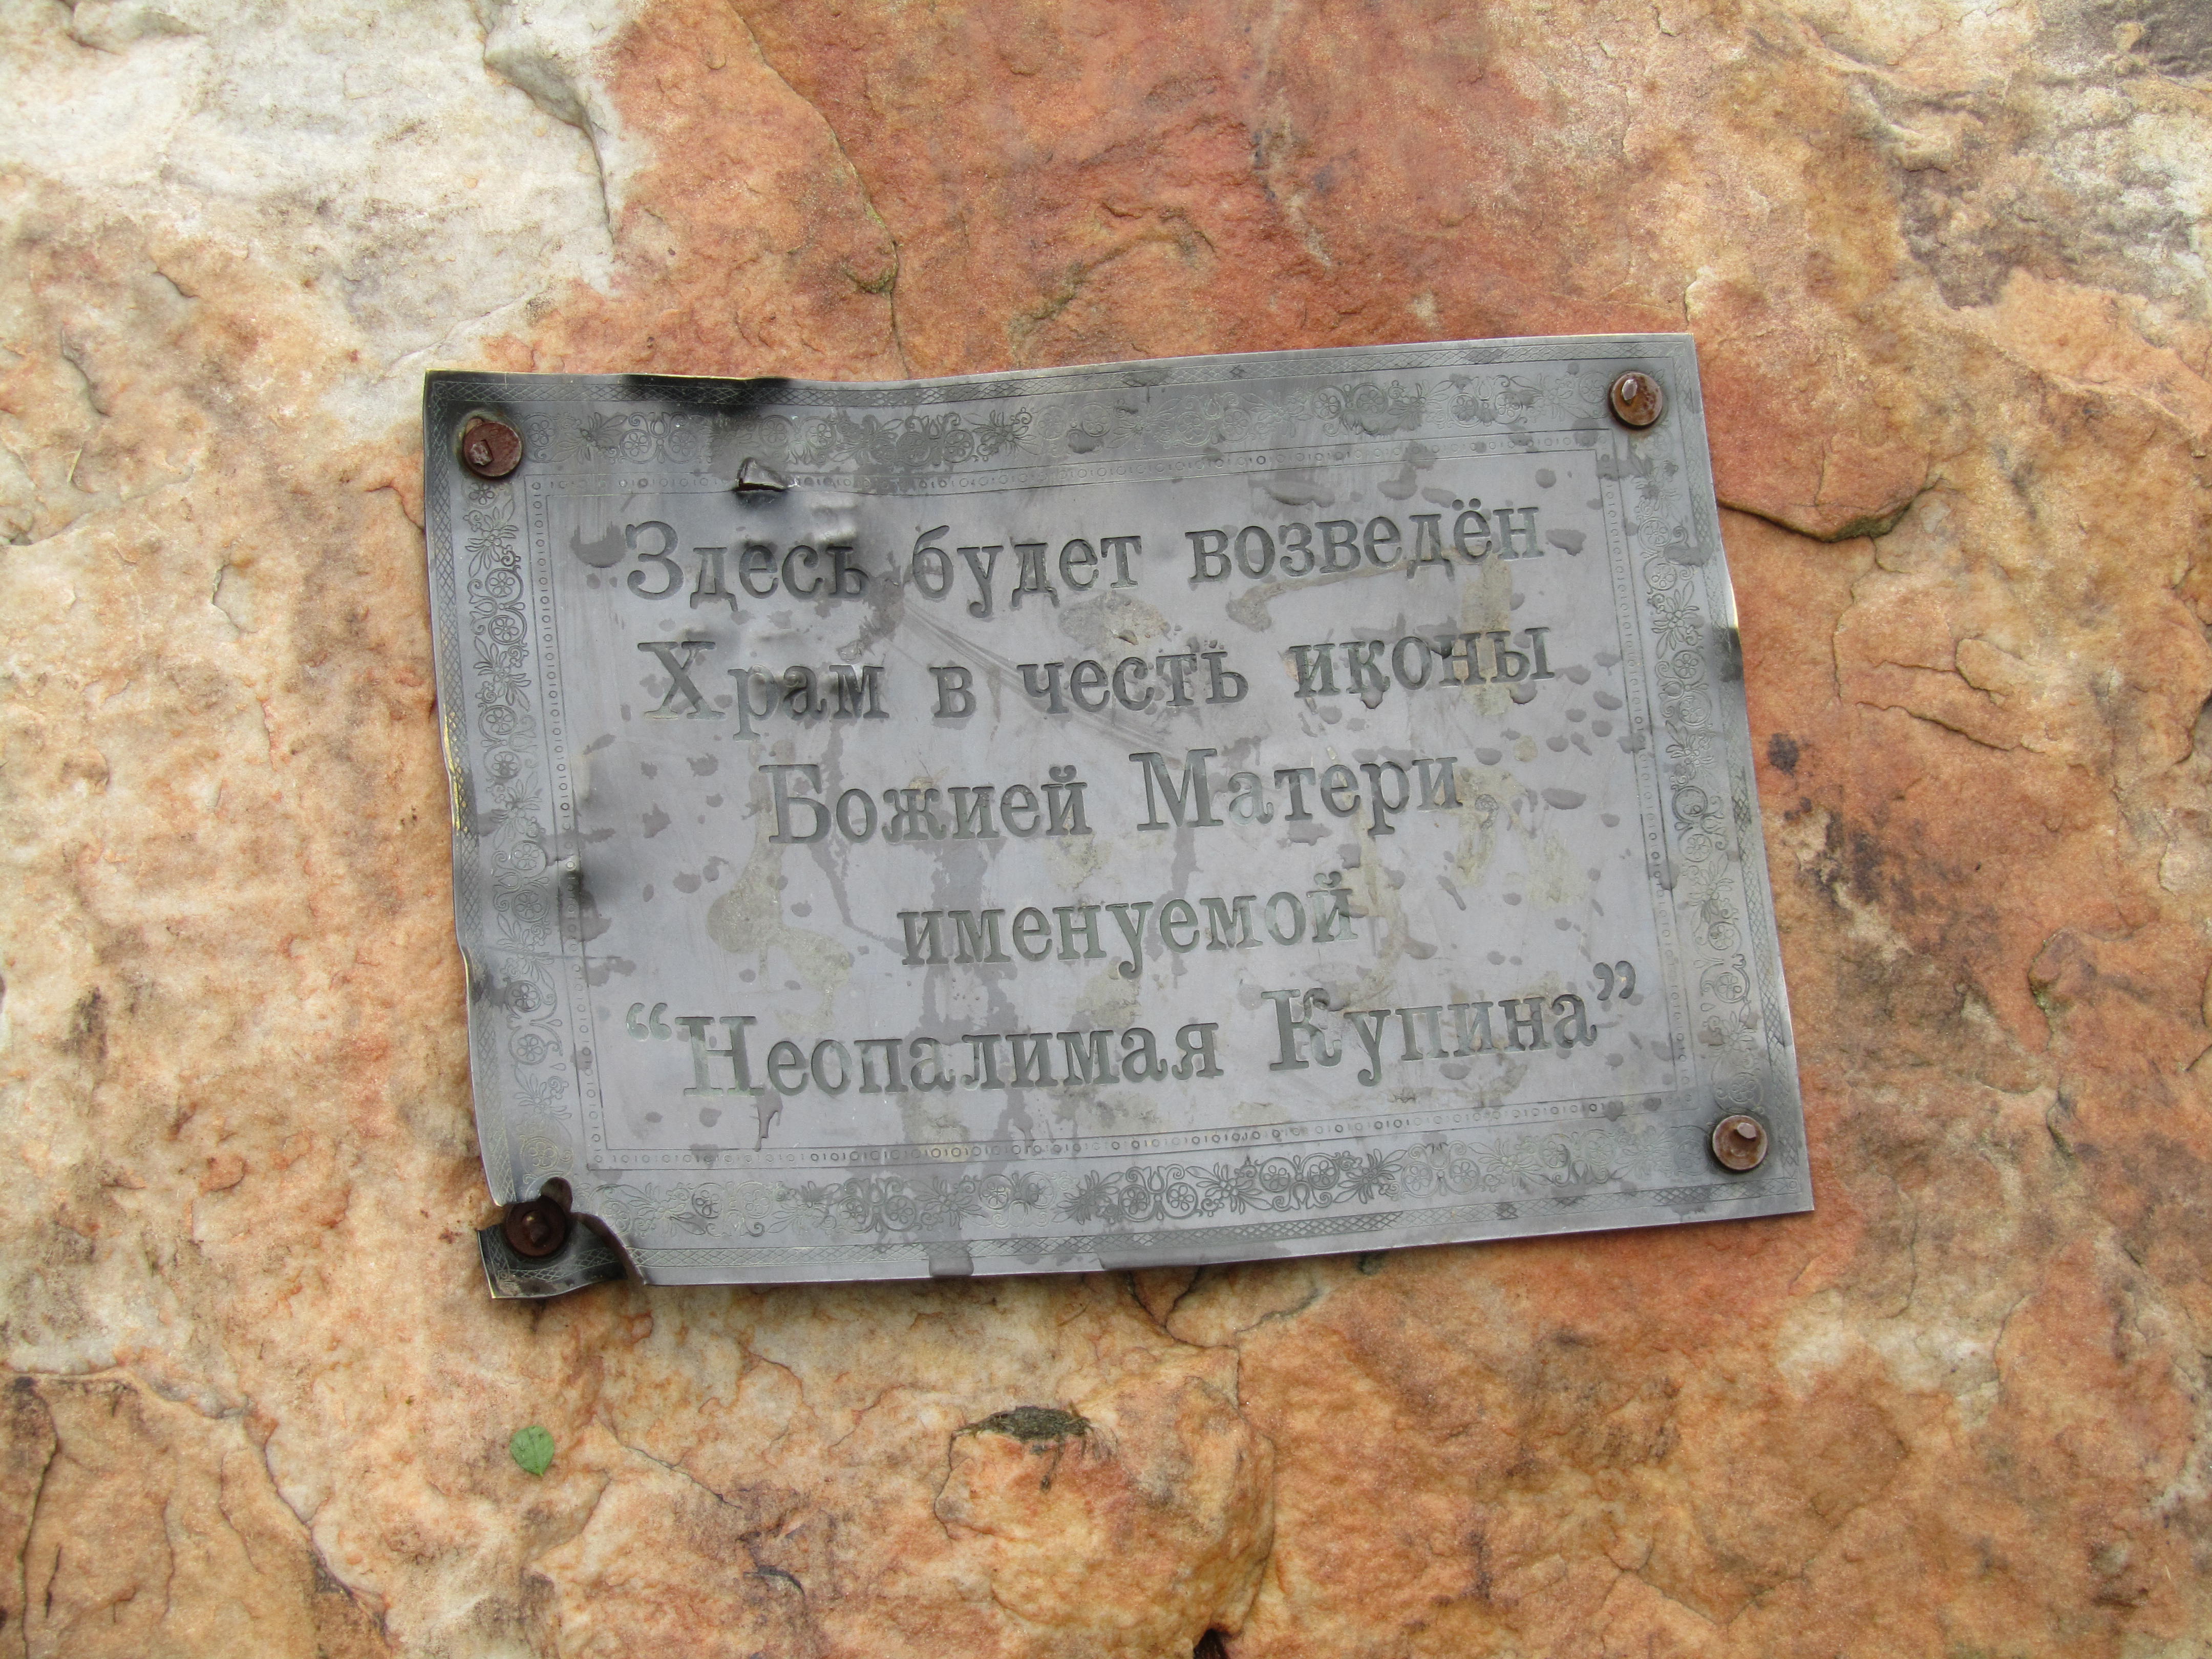 Здесь будет возведён
Храм в честь иконы
Божией Матери,
именуемой
“Неопалимая Купина”